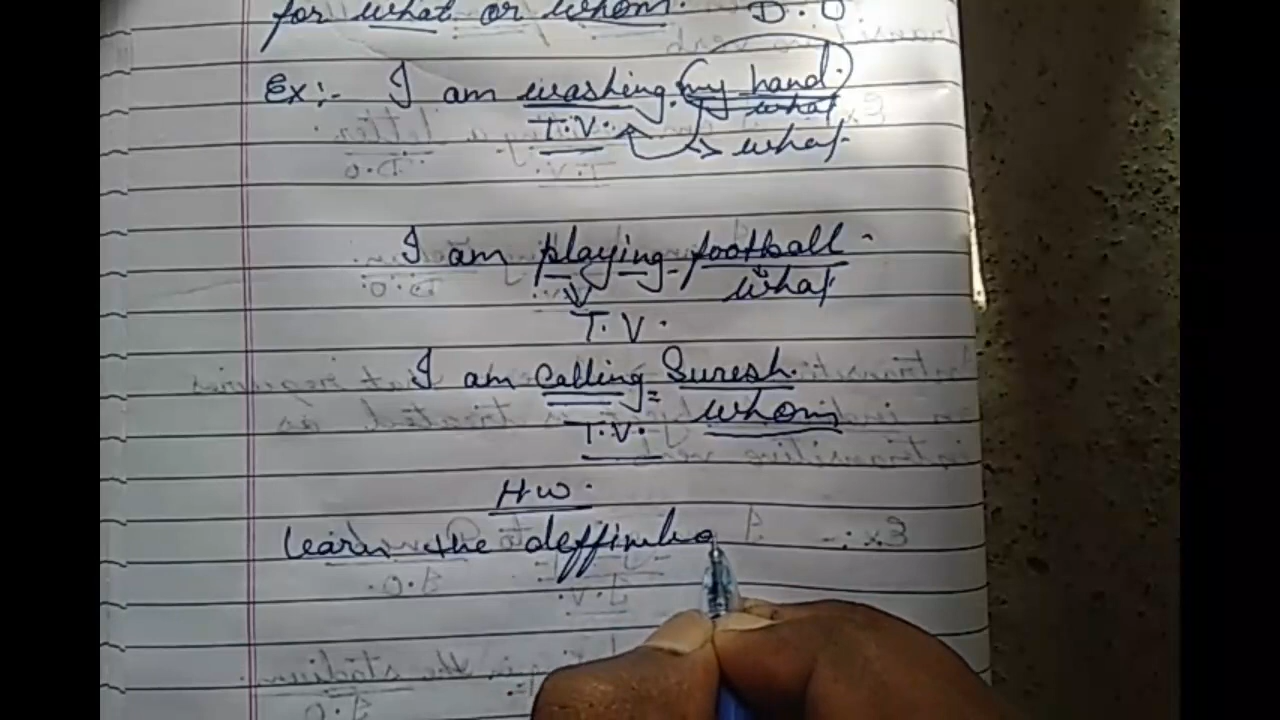 for what or whom. D.O
Ex:- I am washing my hand.
what
T.V. what
I am playing football.
what
T.V.
I am calling Suresh.
whom
T.V.
H.W.
Learn the deffinitio